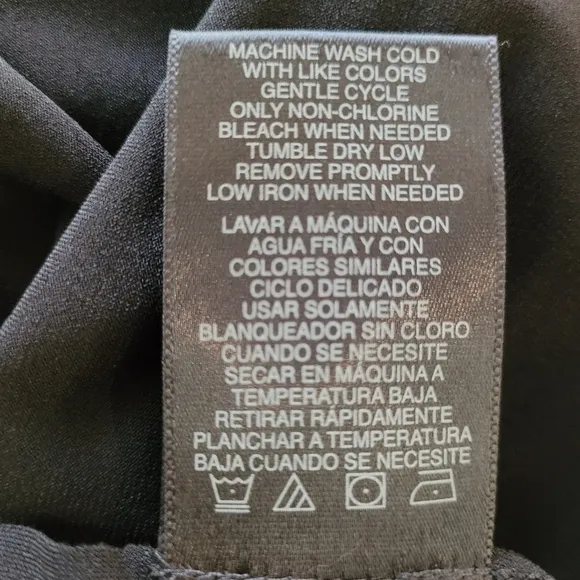 MACHINE WASH COLD
WITH LIKE COLORS
GENTLE CYCLE
ONLY NON-CHLORINE
BLEACH WHEN NEEDED
TUMBLE DRY LOW
REMOVE PROMPTLY
LOW IRON WHEN NEEDED
LAVAR A MÁQUINA CON
AGUA FRÍA Y CON
COLORES SIMILARES
CICLO DELICADO
USAR SOLAMENTE
BLANQUEADOR SIN CLORO
CUANDO SE NECESITE
SECAR EN MÁQUINA A
TEMPERATURA BAJA
RETIRAR RÁPIDAMENTE
PLANCHAR A TEMPERATURA
BAJA CUANDO SE NECESITE